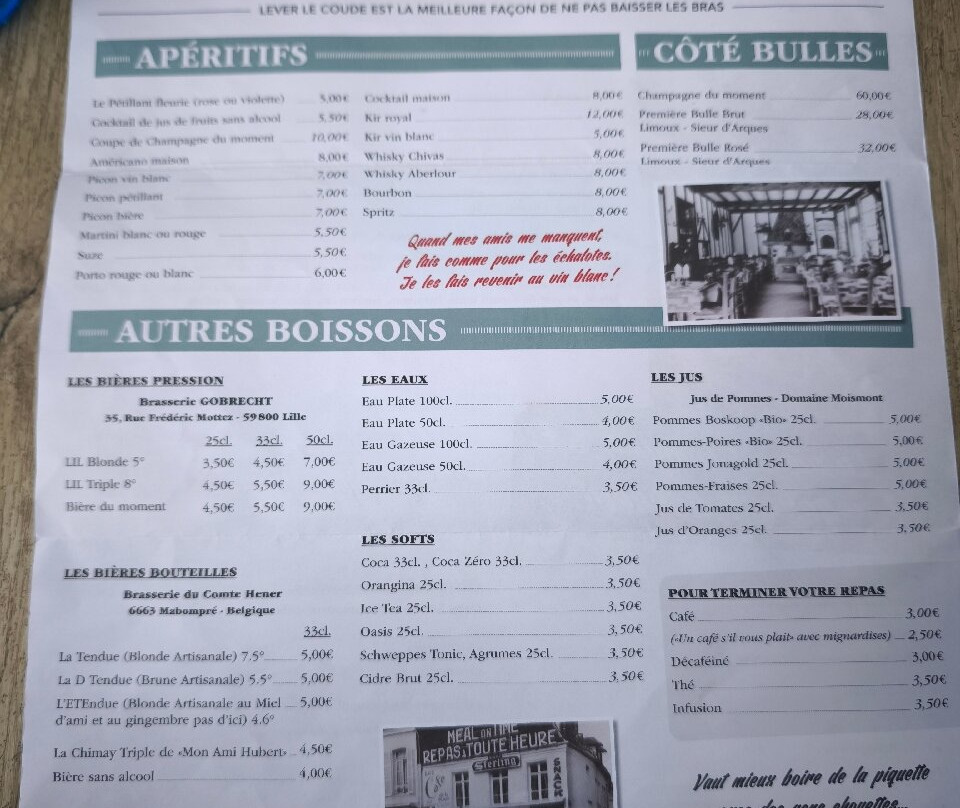 LEVER LE COUDE EST LA MEILLEURE FAÇON DE NE PAS BAISSER LES BRAS
APÉRITIFS
Le Pétillant fleurie (rose ou violette) 5,00€
Cocktail de jus de fruits sans alcool 5,50€
Coupe de Champagne du moment 10,00€
Américano maison 8,00€
Picon vin blanc 7,00€
Picon pétillant 7,00€
Picon bière 7,00€
Martini blanc ou rouge 5,50€
Suze 5,50€
Porto rouge ou blanc 6,00€
Cocktail maison 8,00€
Kir royal 12,00€
Kir vin blanc 5,00€
Whisky Chivas 8,00€
Whisky Aberlour 8,00€
Bourbon 8,00€
Spritz 8,00€
Quand mes amis me manquent,
je fais comme pour les échalotes.
Je les fais revenir au vin blanc !
CÔTÉ BULLES
Champagne du moment 60,00€
Première Bulle Brut 28,00€
Limoux - Sieur d'Arques
Première Bulle Rosé 32,00€
Limoux - Sieur d'Arques
AUTRES BOISSONS
LES BIÈRES PRESSION
Brasserie GOBRECHT
35, Rue Frédéric Mottez - 59800 Lille
25cl. 33cl. 50cl.
LIL Blonde 5° 3,50€ 4,50€ 7,00€
LIL Triple 8° 4,50€ 5,50€ 9,00€
Bière du moment 4,50€ 5,50€ 9,00€
LES BIÈRES BOUTEILLES
Brasserie du Comte Hener
6663 Mabompré - Belgique
33cl.
La Tendue (Blonde Artisanale) 7.5° 5,00€
La D Tendue (Brune Artisanale) 5.5° 5,00€
L'ETEndue (Blonde Artisanale au Miel 5,00€
d'ami et au gingembre pas d'ici) 4.6°
La Chimay Triple de «Mon Ami Hubert» 4,50€
Bière sans alcool 4,00€
LES EAUX
Eau Plate 100cl. 5,00€
Eau Plate 50cl. 4,00€
Eau Gazeuse 100cl. 5,00€
Eau Gazeuse 50cl. 4,00€
Perrier 33cl. 3,50€
LES SOFTS
Coca 33cl. , Coca Zéro 33cl. 3,50€
Orangina 25cl. 3,50€
Ice Tea 25cl. 3,50€
Oasis 25cl. 3,50€
Schweppes Tonic, Agrumes 25cl. 3,50€
Cidre Brut 25cl. 3,50€
MEAL ON TIME
REPAS A TOUTE HEURE
Sterling
SNACK
LES JUS
Jus de Pommes - Domaine Moismont
Pommes Boskoop «Bio» 25cl. 5,00€
Pommes-Poires «Bio» 25cl. 5,00€
Pommes Jonagold 25cl. 5,00€
Pommes-Fraises 25cl. 5,00€
Jus de Tomates 25cl. 3,50€
Jus d'Oranges 25cl. 3,50€
POUR TERMINER VOTRE REPAS
Café 3,00€
(«Un café s'il vous plait» avec mignardises) 2,50€
Décaféiné 3,00€
Thé 3,50€
Infusion 3,50€
Vaut mieux boire de la piquette